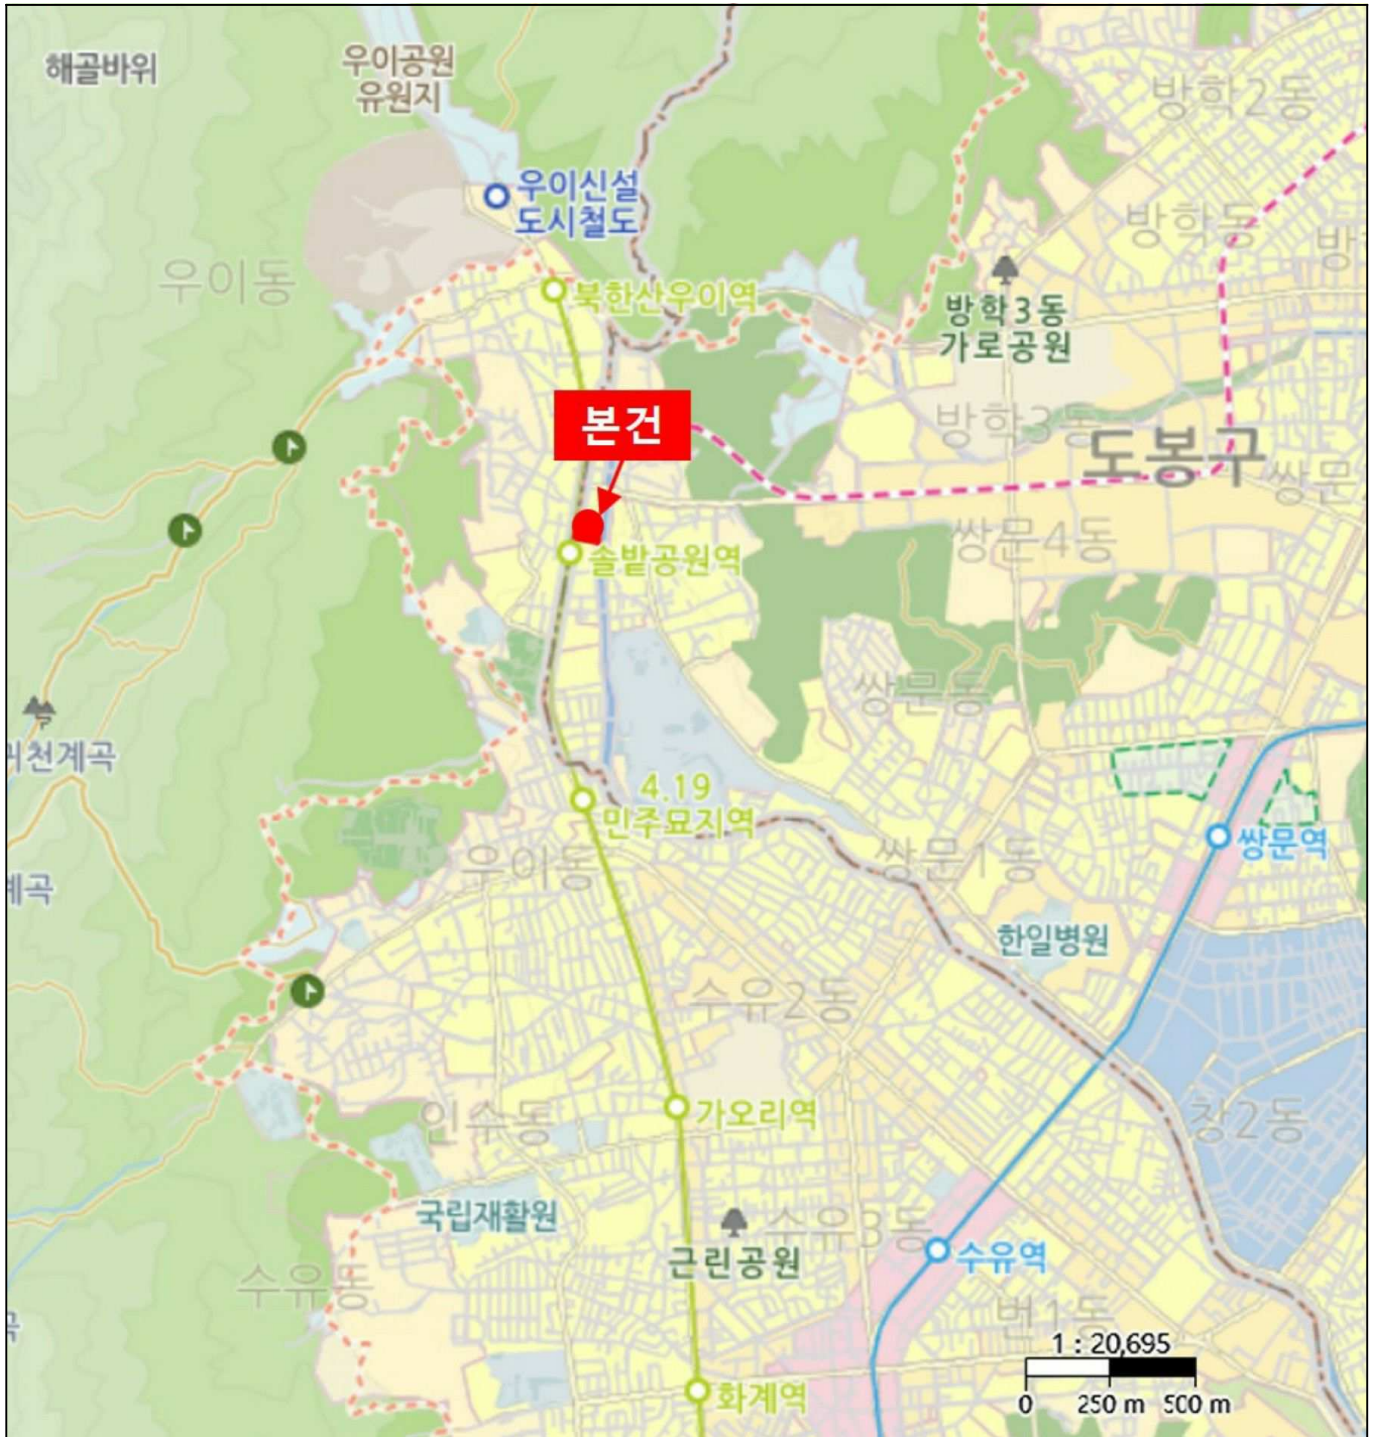 해골바위
우이공원
유원지
방학2동
우이신설
도시철도
방학동
우이동
북한산우이역
방학3동
가로공원
본건
방학3동
도봉구
쌍문
쌍문4동
솔밭공원역
쌍문동
천계곡
4.19
민주묘지역
쌍문역
우이동
쌍문1동
계곡
한일병원
수유2동
인수동
가오리역
창2동
국립재활원
수유3동
근린공원
수유역
수유동
번1동
1 : 20,695
화계역
0 250 m 500 m